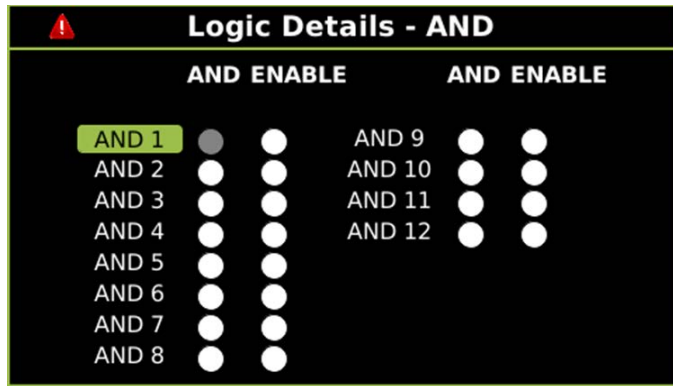 Logic Details - AND
AND ENABLE AND ENABLE
AND 1 AND 9
AND 2 AND 10
AND 3 AND 11
AND 4 AND 12
AND 5
AND 6
AND 7
AND 8